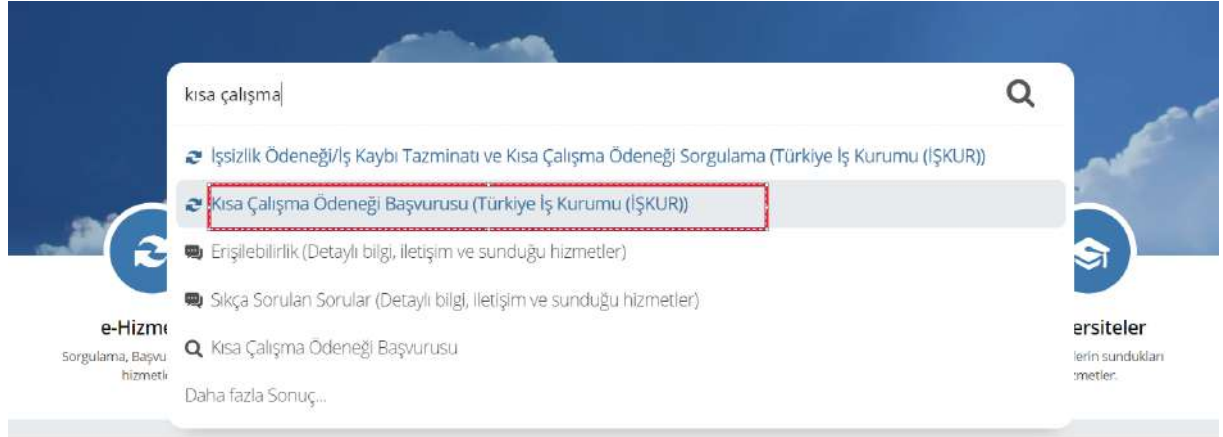 kısa çalışma
İşsizlik Ödeneği/İş Kaybı Tazminatı ve Kısa Çalışma Ödeneği Sorgulama (Türkiye İş Kurumu (İŞKUR))
Kısa Çalışma Ödeneği Başvurusu (Türkiye İş Kurumu (İŞKUR))
Erişilebilirlik (Detaylı bilgi, iletişim ve sunduğu hizmetler)
Sıkça Sorulan Sorular (Detaylı bilgi, iletişim ve sunduğu hizmetler)
Kısa Çalışma Ödeneği Başvurusu
Daha fazla Sonuç...
e-Hizme
Sorgulama, Başvu
hizmetle
ersiteler
lerin sundukları
zmetler.